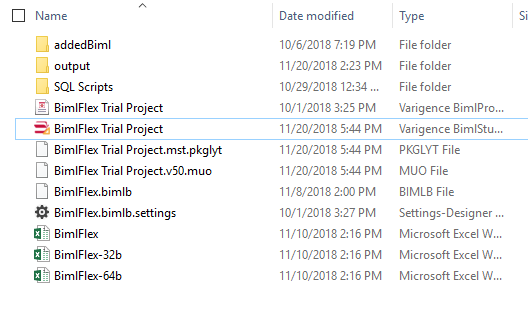 Name Date modified Type Si
addedBiml 10/6/2018 7:19 PM File folder
output 11/20/2018 2:23 PM File folder
SQL Scripts 10/29/2018 12:34 ... File folder
BimlFlex Trial Project 10/1/2018 3:25 PM Varigence BimlPro...
BimlFlex Trial Project 11/20/2018 5:44 PM Varigence BimlStu...
BimlFlex Trial Project.mst.pkglyt 11/20/2018 5:44 PM PKGLYT File
BimlFlex Trial Project.v50.muo 11/20/2018 5:44 PM MUO File
BimlFlex.bimlb 11/8/2018 2:00 PM BIMLB File
BimlFlex.bimlb.settings 10/1/2018 3:27 PM Settings-Designer ...
BimlFlex 11/10/2018 2:16 PM Microsoft Excel W...
BimlFlex-32b 11/10/2018 2:16 PM Microsoft Excel W...
BimlFlex-64b 11/10/2018 2:16 PM Microsoft Excel W...